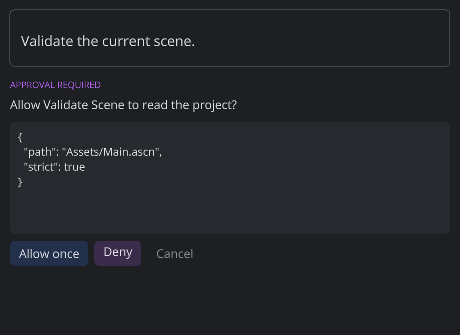 Validate the current scene.
APPROVAL REQUIRED
Allow Validate Scene to read the project?
{
  "path": "Assets/Main.ascn",
  "strict": true
}
Allow once
Deny
Cancel